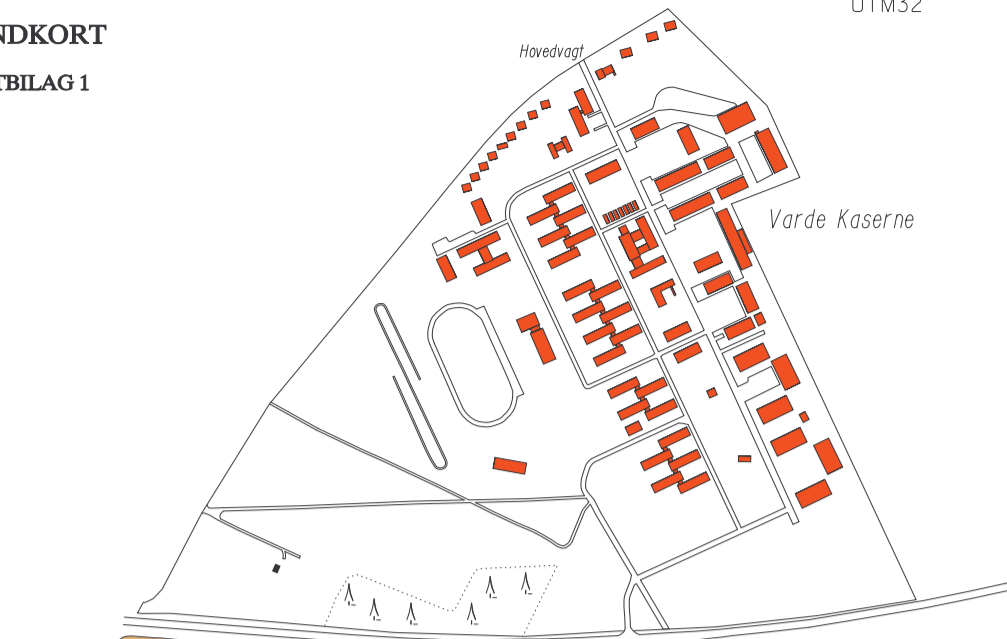 NDKORT
UTM32
Hovedvagt
TBILAG 1
Varde Kaserne